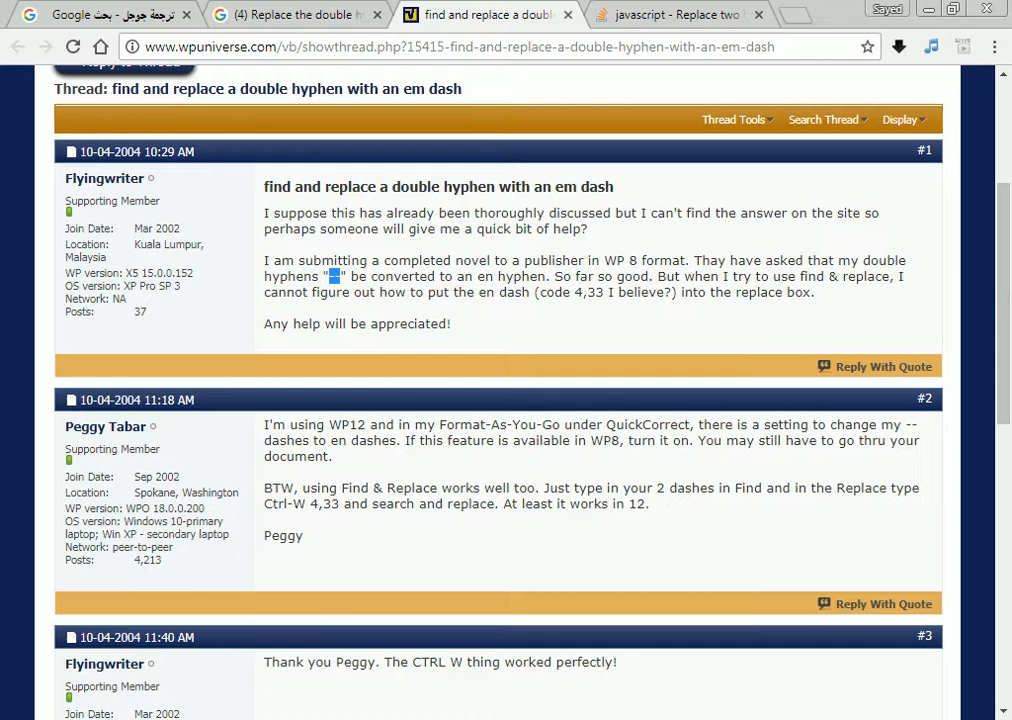 ترجمة جوجل - بحث Google
(4) Replace the double h
find and replace a doubl
javascript - Replace two
Sayed
www.wpuniverse.com/vb/showthread.php?15415-find-and-replace-a-double-hyphen-with-an-em-dash
Reply to Thread
Thread: find and replace a double hyphen with an em dash
Thread Tools Search Thread Display
10-04-2004 10:29 AM #1
Flyingwriter
Supporting Member
Join Date: Mar 2002
Location: Kuala Lumpur,
Malaysia
WP version: X5 15.0.0.152
OS version: XP Pro SP 3
Network: NA
Posts: 37
find and replace a double hyphen with an em dash
I suppose this has already been thoroughly discussed but I can't find the answer on the site so
perhaps someone will give me a quick bit of help?
I am submitting a completed novel to a publisher in WP 8 format. Thay have asked that my double
hyphens "--" be converted to an en hyphen. So far so good. But when I try to use find & replace, I
cannot figure out how to put the en dash (code 4,33 I believe?) into the replace box.
Any help will be appreciated!
Reply With Quote
10-04-2004 11:18 AM #2
Peggy Tabar
Supporting Member
Join Date: Sep 2002
Location: Spokane, Washington
WP version: WPO 18.0.0.200
OS version: Windows 10-primary
laptop; Win XP - secondary laptop
Network: peer-to-peer
Posts: 4,213
I'm using WP12 and in my Format-As-You-Go under QuickCorrect, there is a setting to change my --
dashes to en dashes. If this feature is available in WP8, turn it on. You may still have to go thru your
document.
BTW, using Find & Replace works well too. Just type in your 2 dashes in Find and in the Replace type
Ctrl-W 4,33 and search and replace. At least it works in 12.
Peggy
Reply With Quote
10-04-2004 11:40 AM #3
Flyingwriter
Supporting Member
Join Date: Mar 2002
Thank you Peggy. The CTRL W thing worked perfectly!